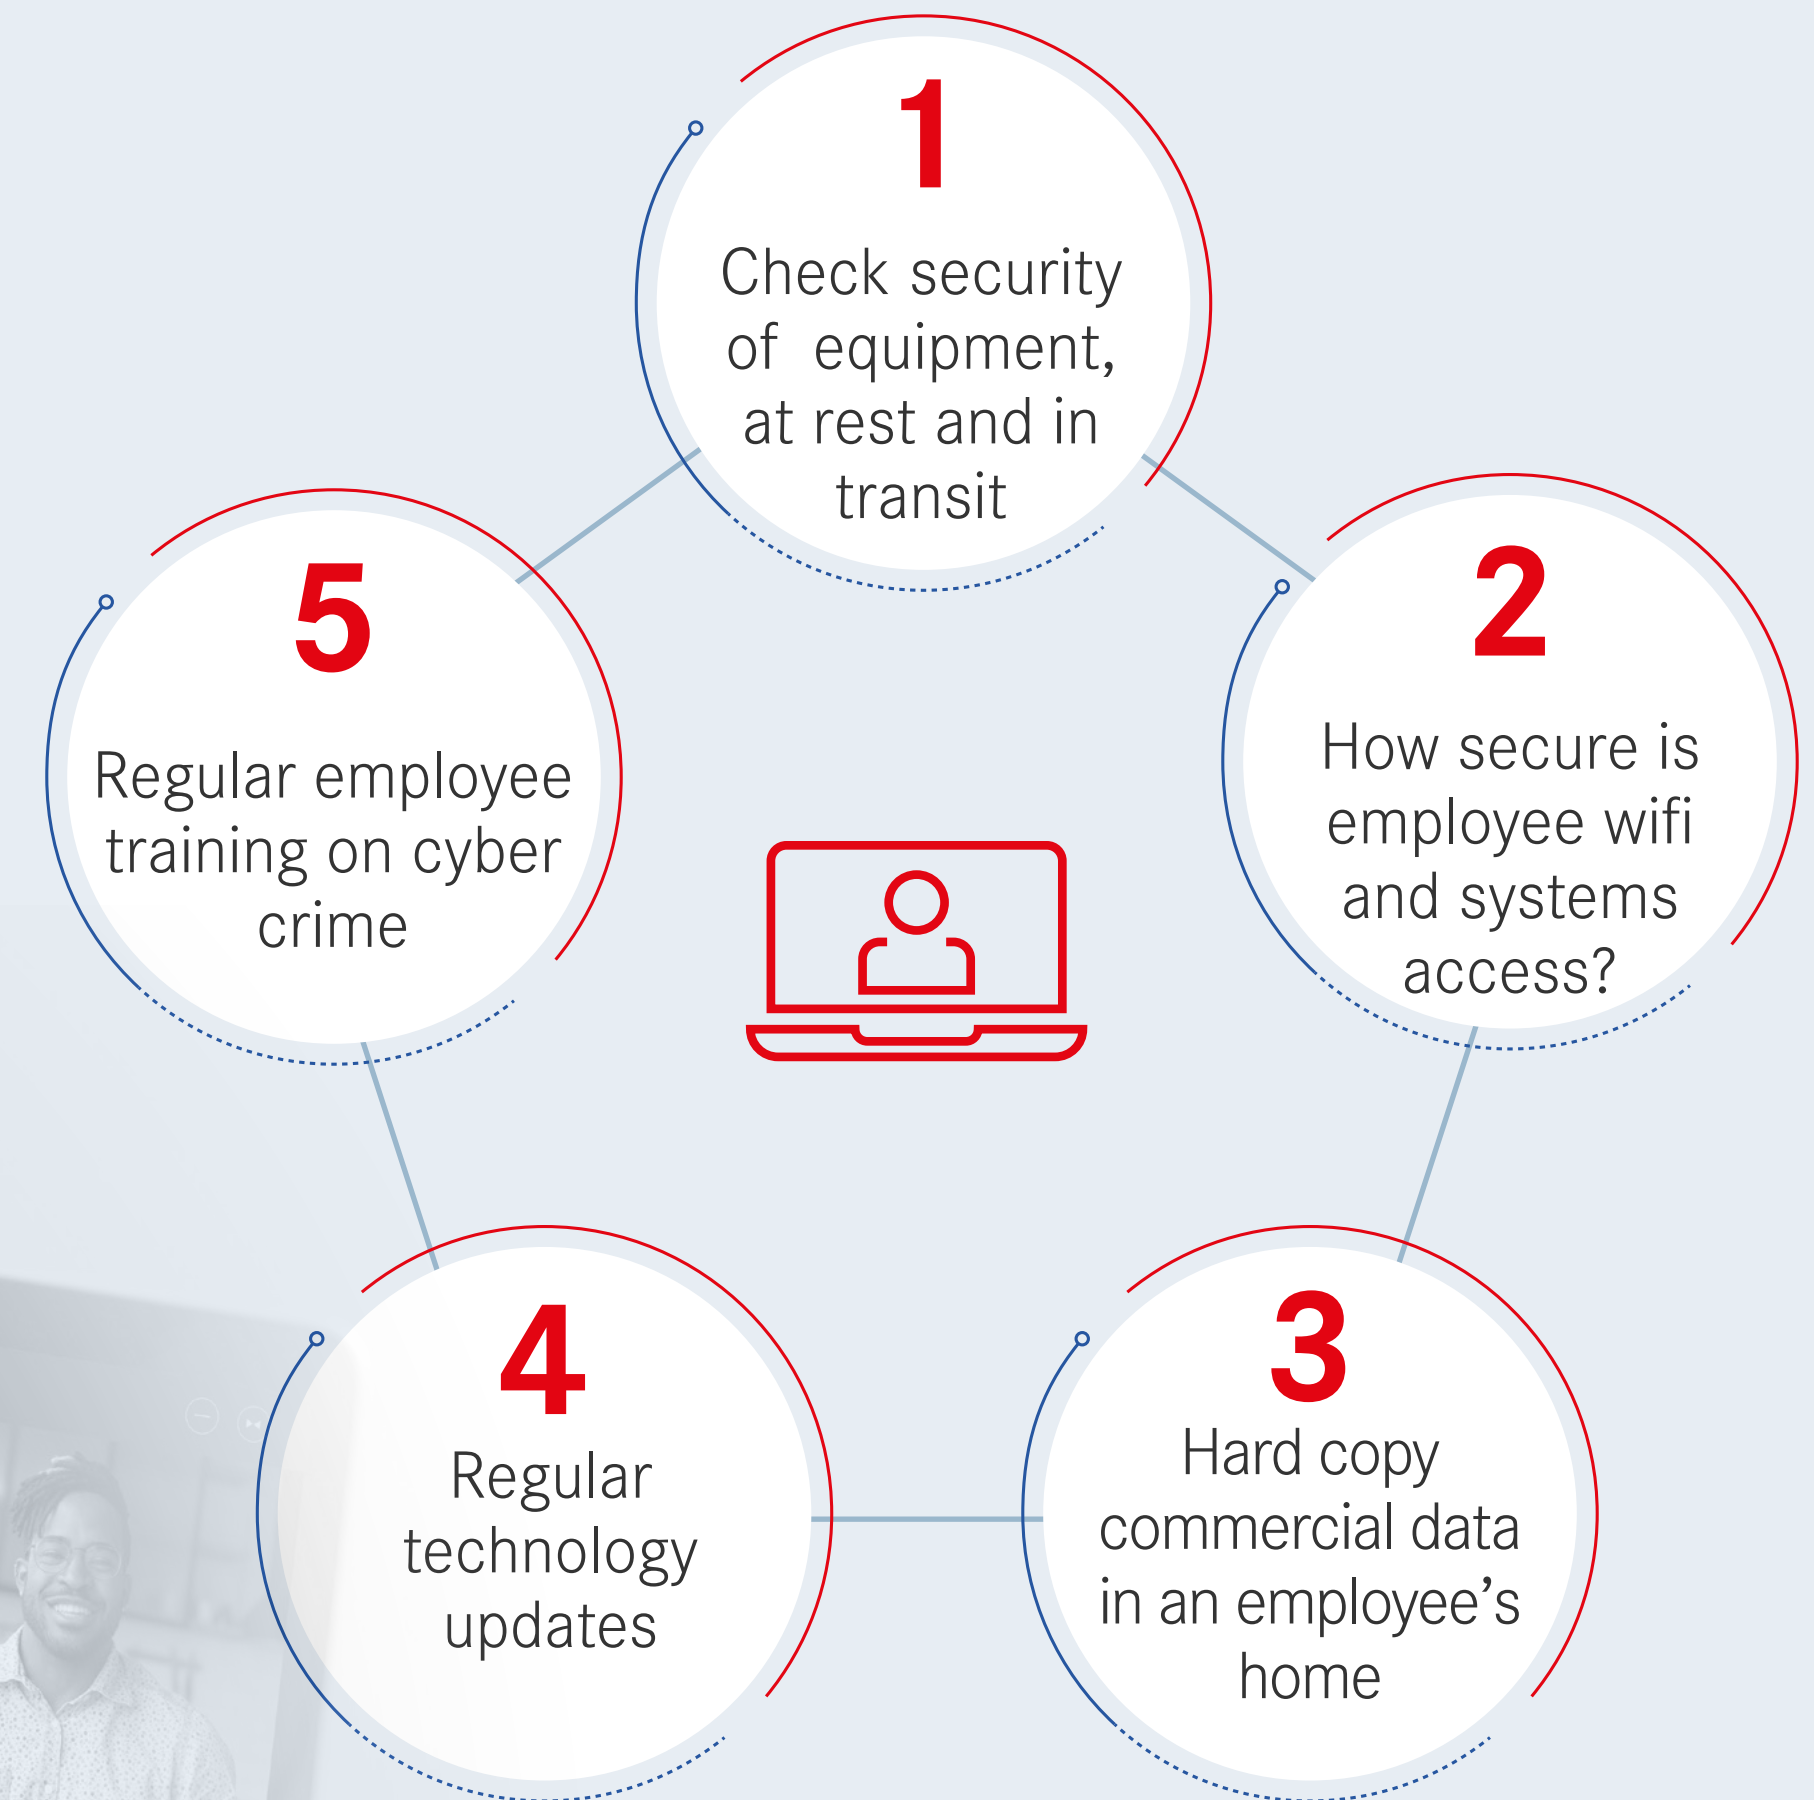 1
Check security
of equipment,
at rest and in
transit
2
How secure is
employee wifi
and systems
access?
3
Hard copy
commercial data
in an employee’s
home
4
Regular
technology
updates
5
Regular employee
training on cyber
crime